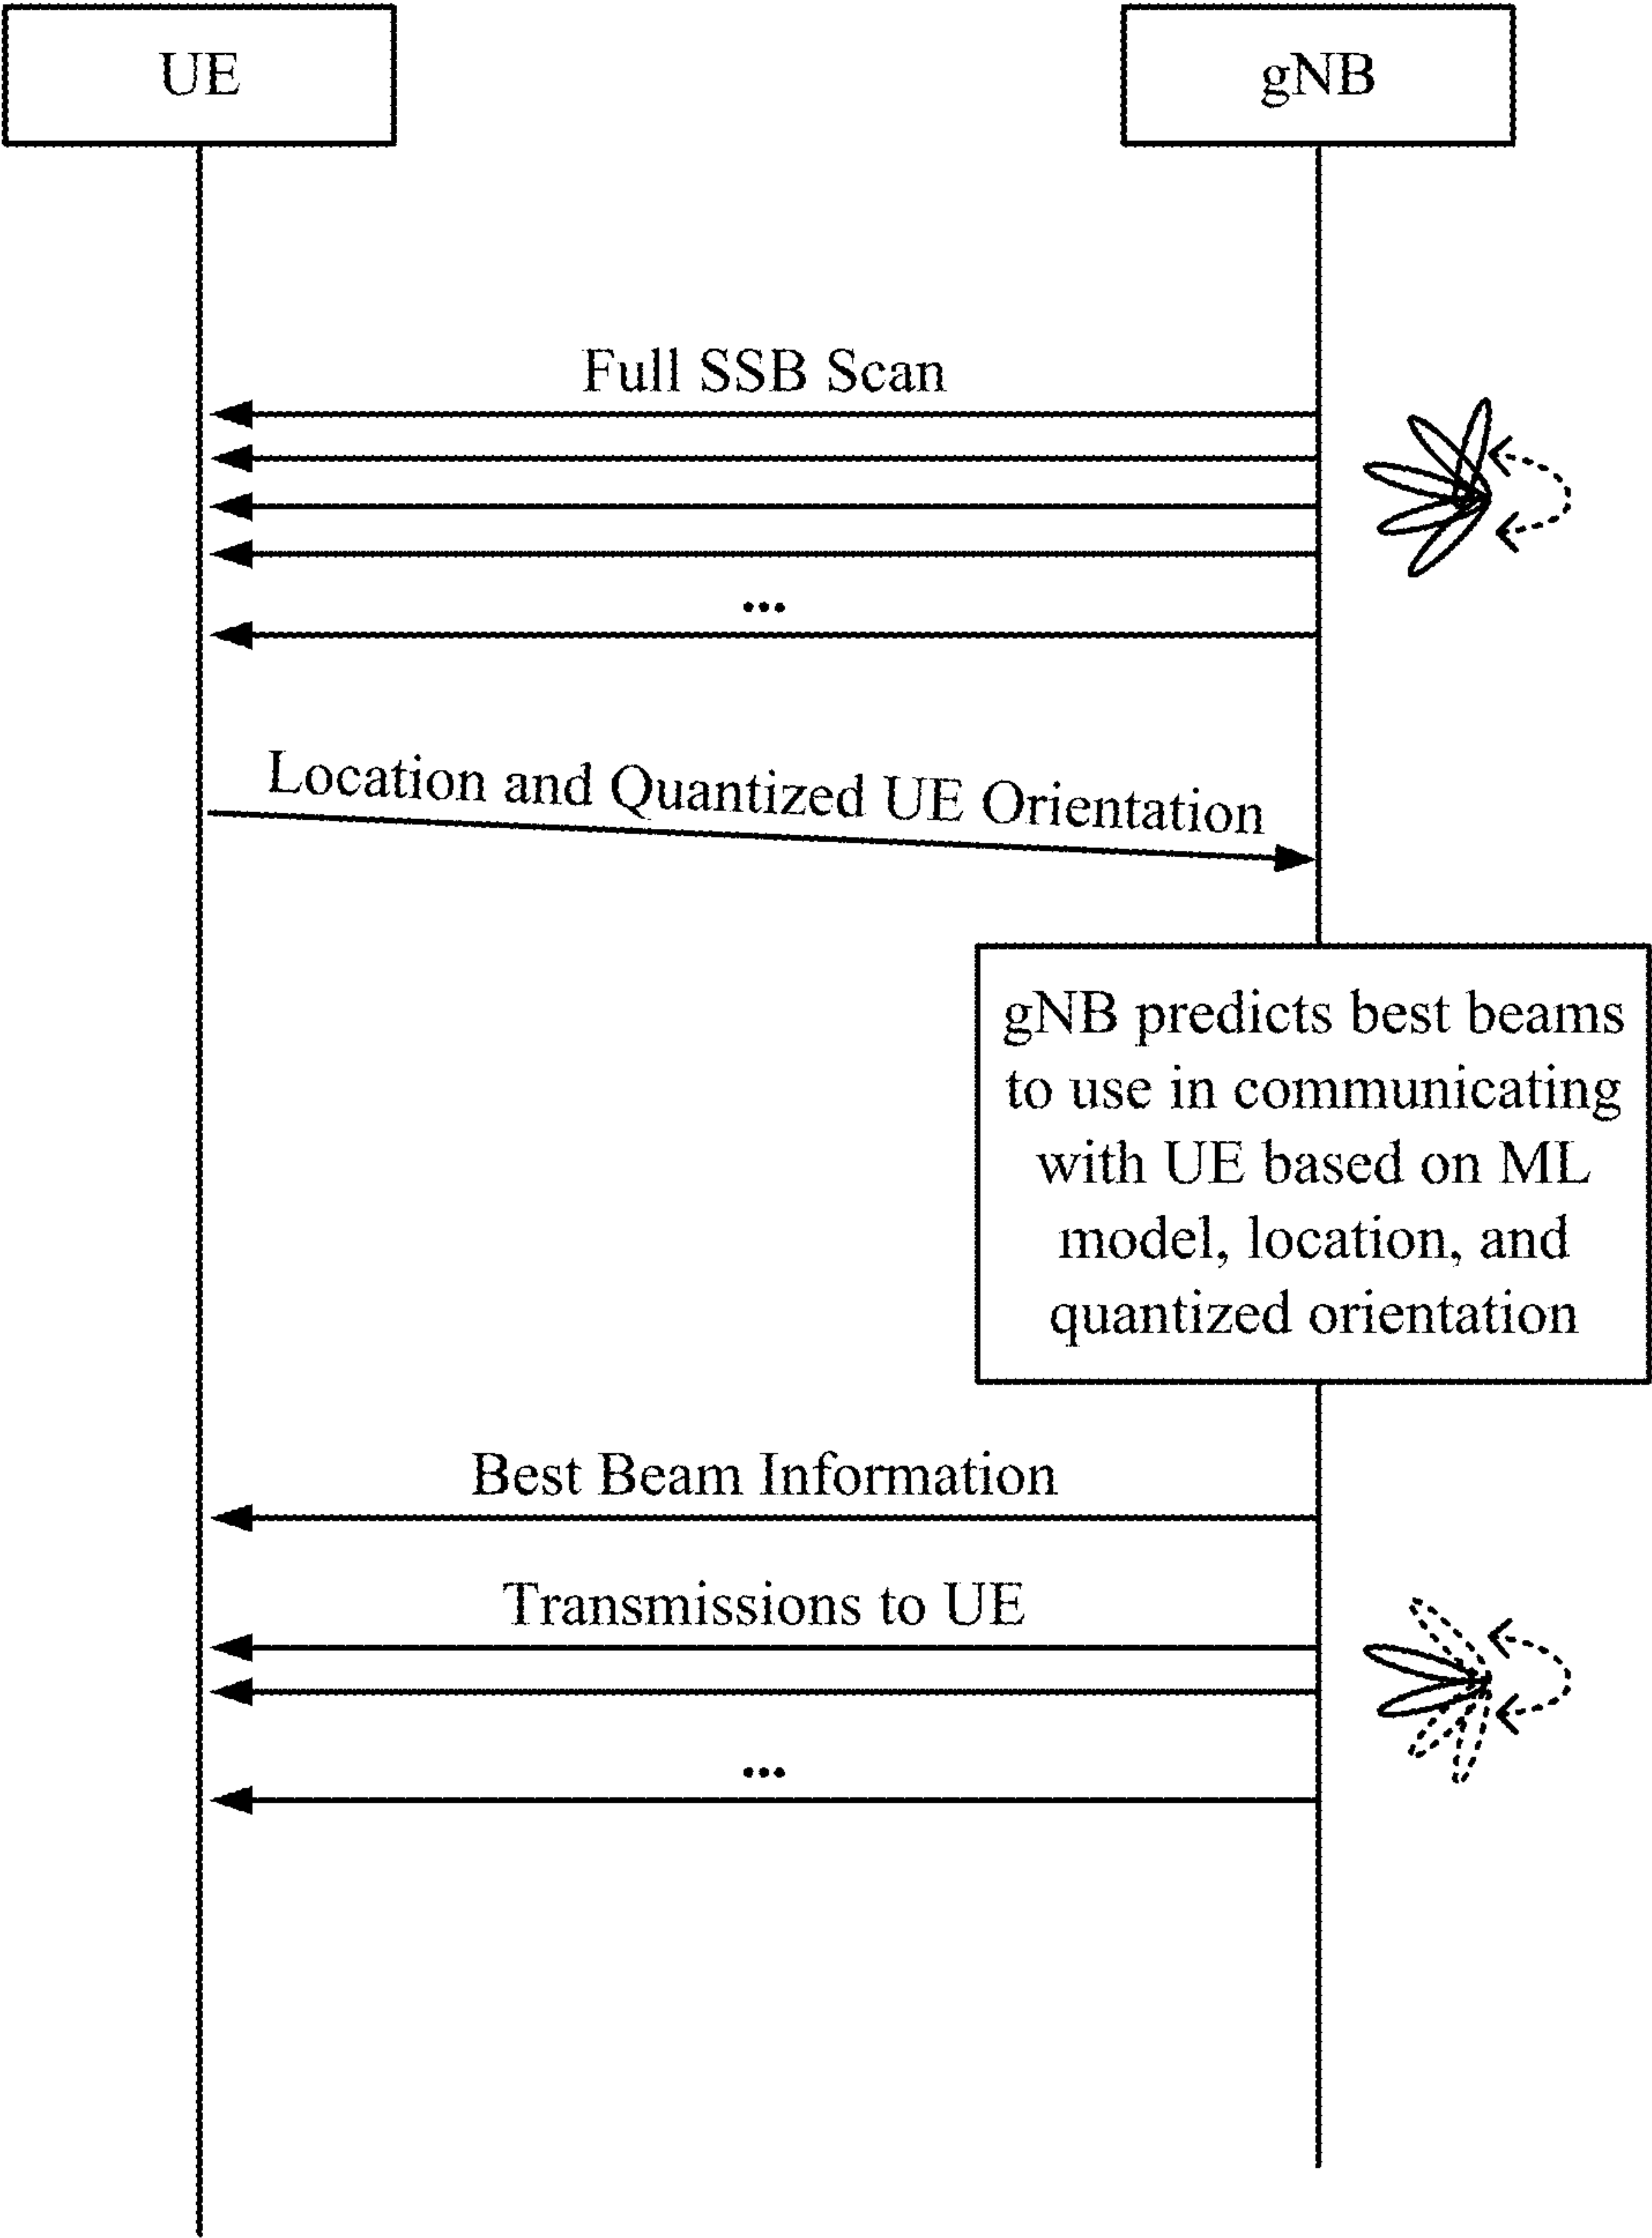 UE
gNB
Full SSB Scan
...
Location and Quantized UE Orientation
gNB predicts best beams
to use in communicating
with UE based on ML
model, location, and
quantized orientation
Best Beam Information
Transmissions to UE
...